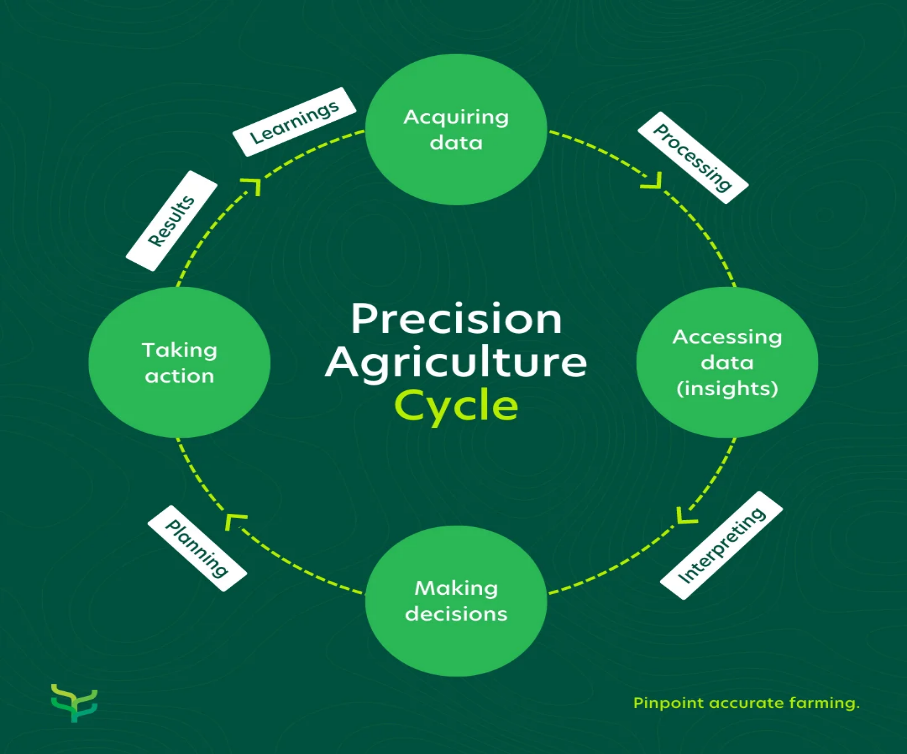 Acquiring
data
Processing
Accessing
data
(insights)
Interpreting
Making
decisions
Planning
Taking
action
Results
Learnings
Precision
Agriculture
Cycle
Pinpoint accurate farming.